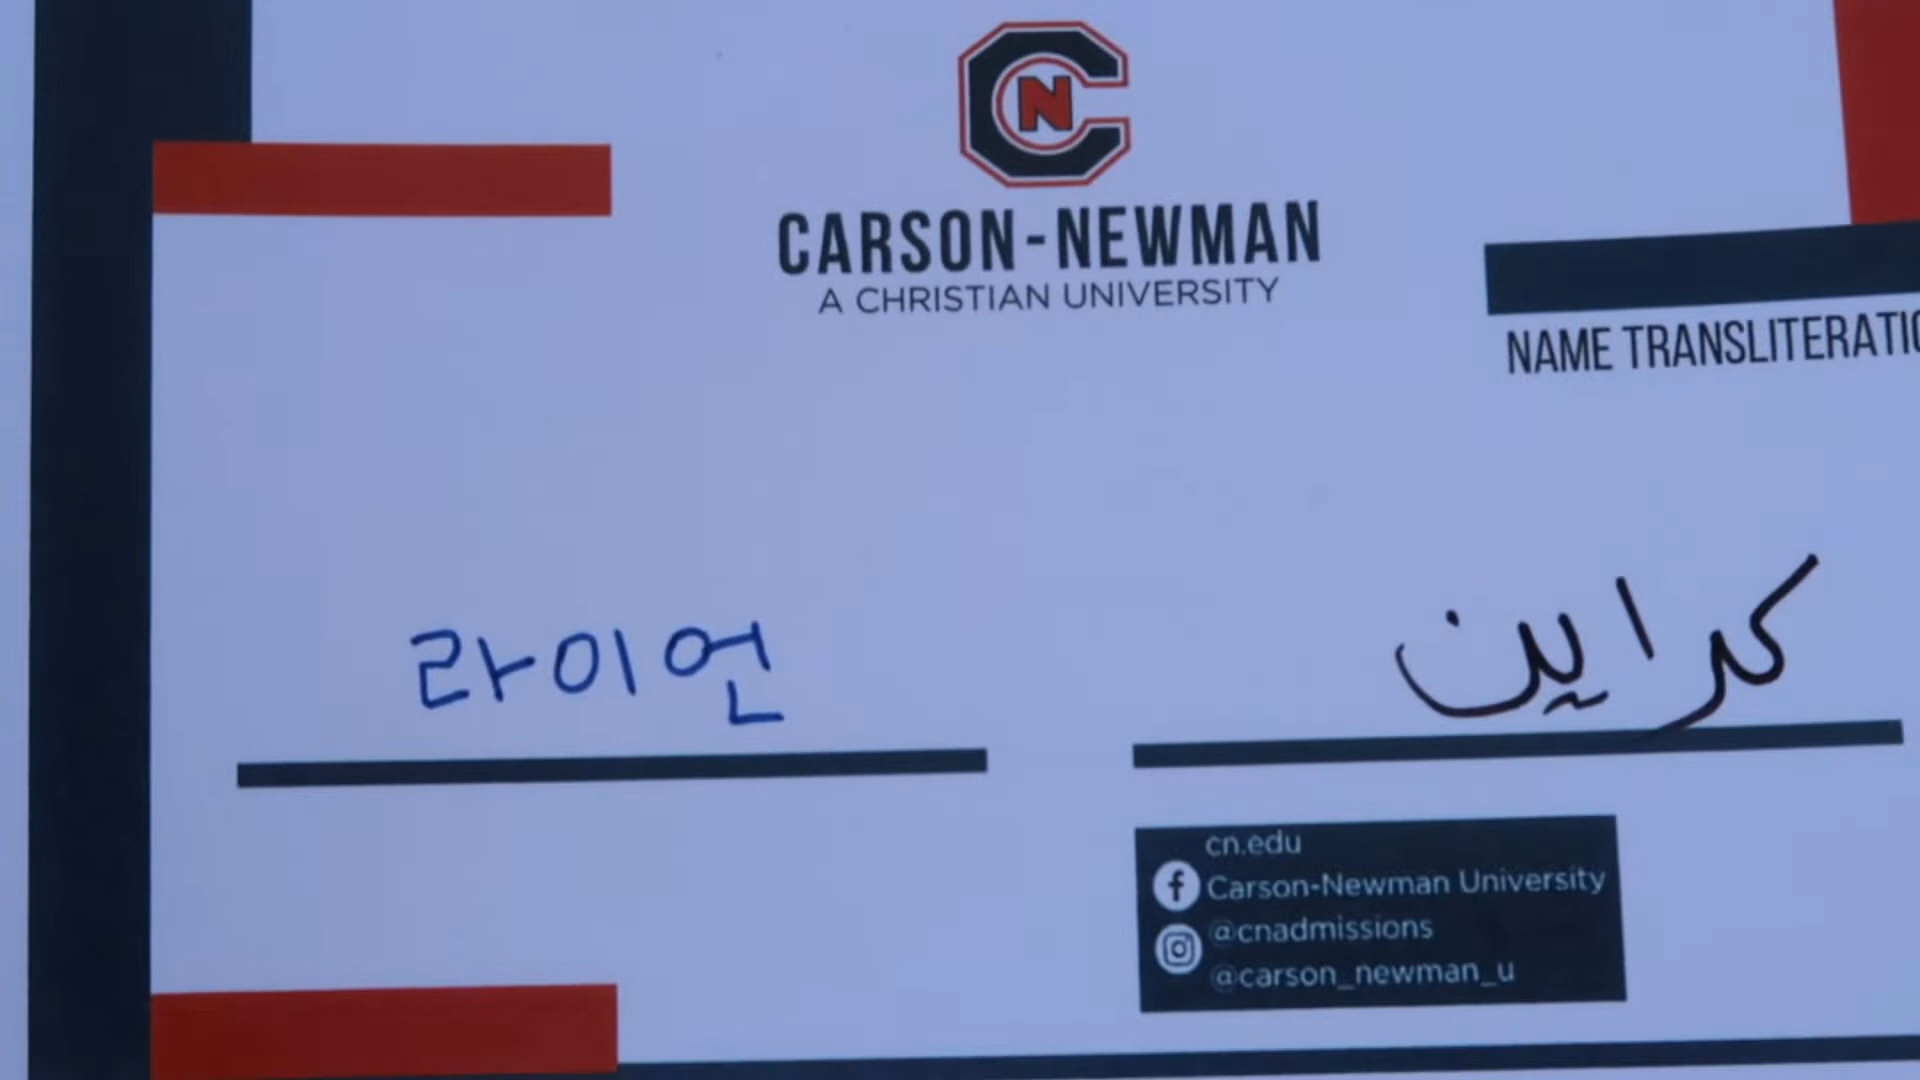 CN
CARSON-NEWMAN
A CHRISTIAN UNIVERSITY
NAME TRANSLITERATIO
라이언
كراين
cn.edu
Carson-Newman University
@cnadmissions
@carson_newman_u